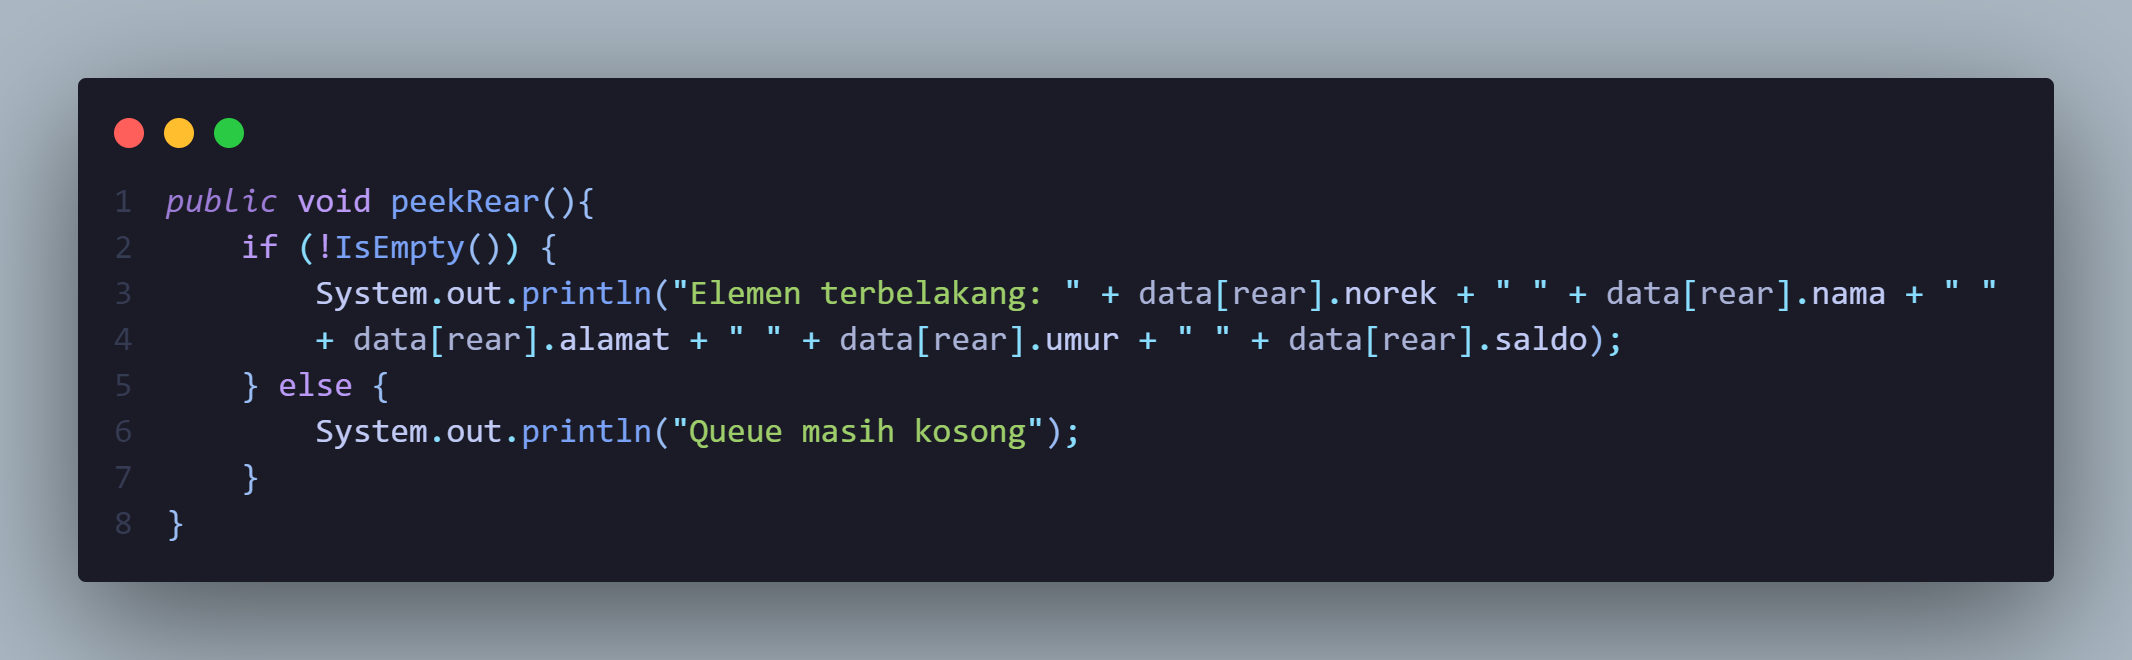 1 public void peekRear(){
2     if (!IsEmpty()) {
3         System.out.println("Elemen terbelakang: " + data[rear].norek + " " + data[rear].nama + " "
4         + data[rear].alamat + " " + data[rear].umur + " " + data[rear].saldo);
5     } else {
6         System.out.println("Queue masih kosong");
7     }
8 }